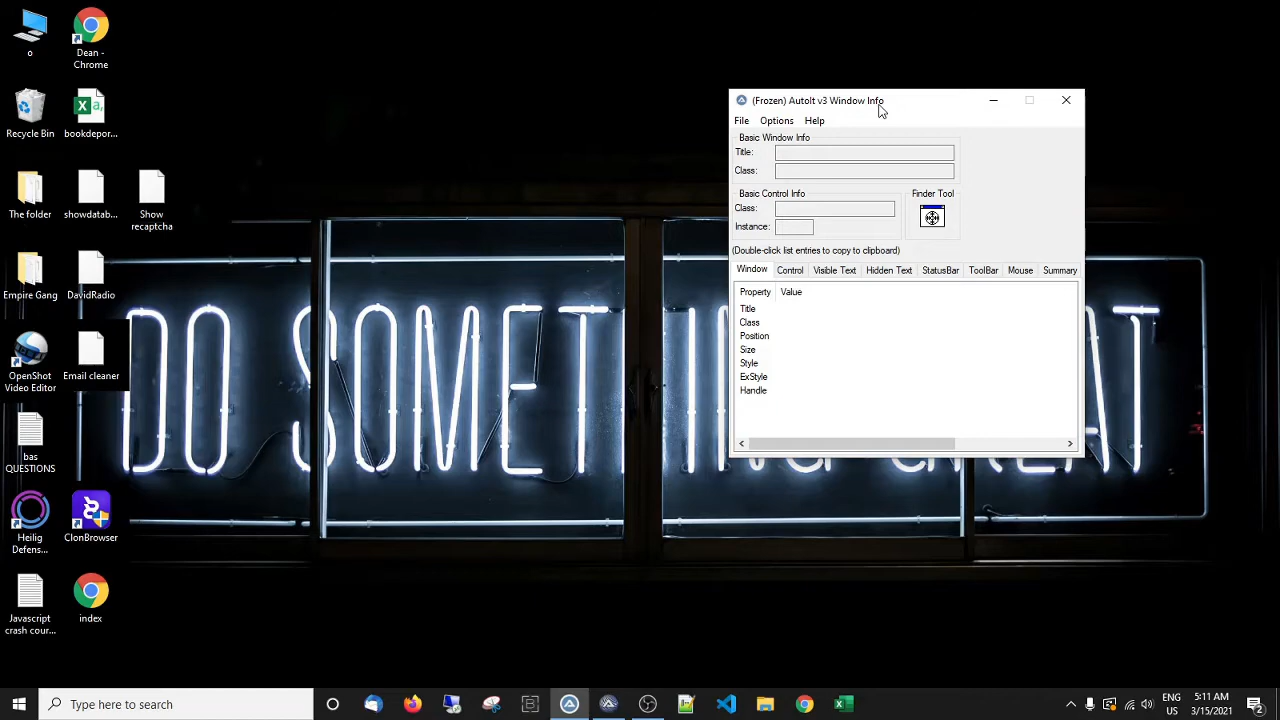 o
Dean -
Chrome
Recycle Bin
bookdepor...
The folder
showdatab...
Show
recaptcha
Empire Gang
DavidRadio
OpenShot
Video Editor
Email cleaner
bas
QUESTIONS
Heilig
Defens...
ClonBrowser
Javascript
crash cour...
index
DO SOMET
(Frozen) AutoIt v3 Window Info
File Options Help
Basic Window Info
Title:
Class:
Basic Control Info
Finder Tool
Class:
Instance:
(Double-click list entries to copy to clipboard)
Window Control Visible Text Hidden Text StatusBar ToolBar Mouse Summary
Property Value
Title
Class
Position
Size
Style
ExStyle
Handle
Type here to search
ENG
US
5:11 AM
3/15/2021
2